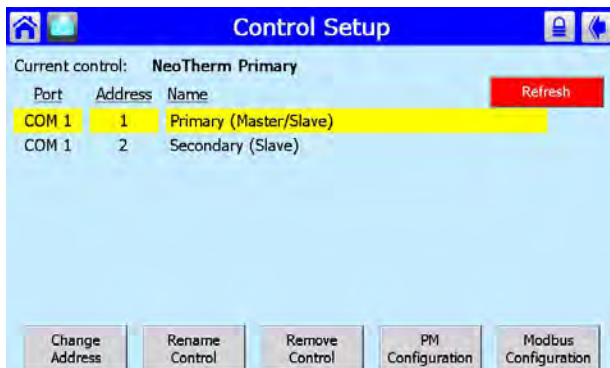 Control Setup
Current control: NeoTherm Primary
Port Address Name
Refresh
COM 1 1 Primary (Master/Slave)
COM 1 2 Secondary (Slave)
Change Address
Rename Control
Remove Control
PM Configuration
Modbus Configuration